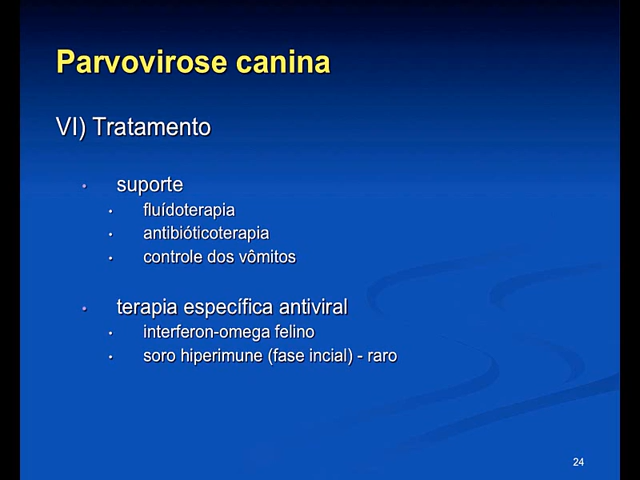 Parvovirose canina
VI) Tratamento
• suporte
• fluídoterapia
• antibióticoterapia
• controle dos vômitos
• terapia específica antiviral
• interferon-omega felino
• soro hiperimune (fase incial) - raro
24